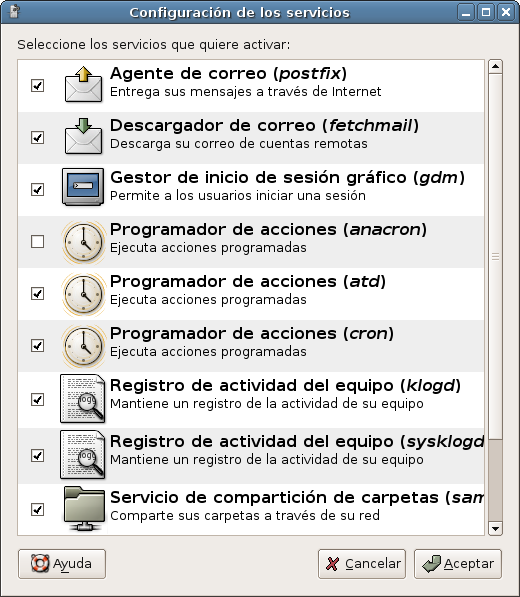 Configuración de los servicios
Seleccione los servicios que quiere activar:
Agente de correo (postfix)
Entrega sus mensajes a través de Internet
Descargador de correo (fetchmail)
Descarga su correo de cuentas remotas
Gestor de inicio de sesión gráfico (gdm)
Permite a los usuarios iniciar una sesión
Programador de acciones (anacron)
Ejecuta acciones programadas
Programador de acciones (atd)
Ejecuta acciones programadas
Programador de acciones (cron)
Ejecuta acciones programadas
Registro de actividad del equipo (klogd)
Mantiene un registro de la actividad de su equipo
Registro de actividad del equipo (sysklogd
Mantiene un registro de la actividad de su equipo
Servicio de compartición de carpetas (sam
Comparte sus carpetas a través de su red
Ayuda
Cancelar
Aceptar